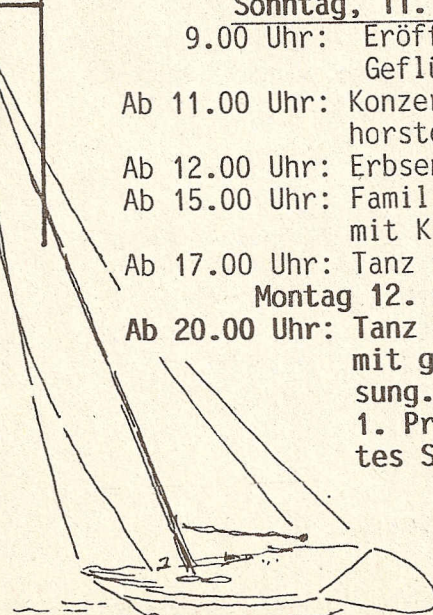 Sonntag, 11.
9.00 Uhr: Eröff
Geflü
Ab 11.00 Uhr: Konzer
horste
Ab 12.00 Uhr: Erbsen
Ab 15.00 Uhr: Famil
mit K
Ab 17.00 Uhr: Tanz
Montag 12.
Ab 20.00 Uhr: Tanz
mit g
sung.
1. Pr
tes S